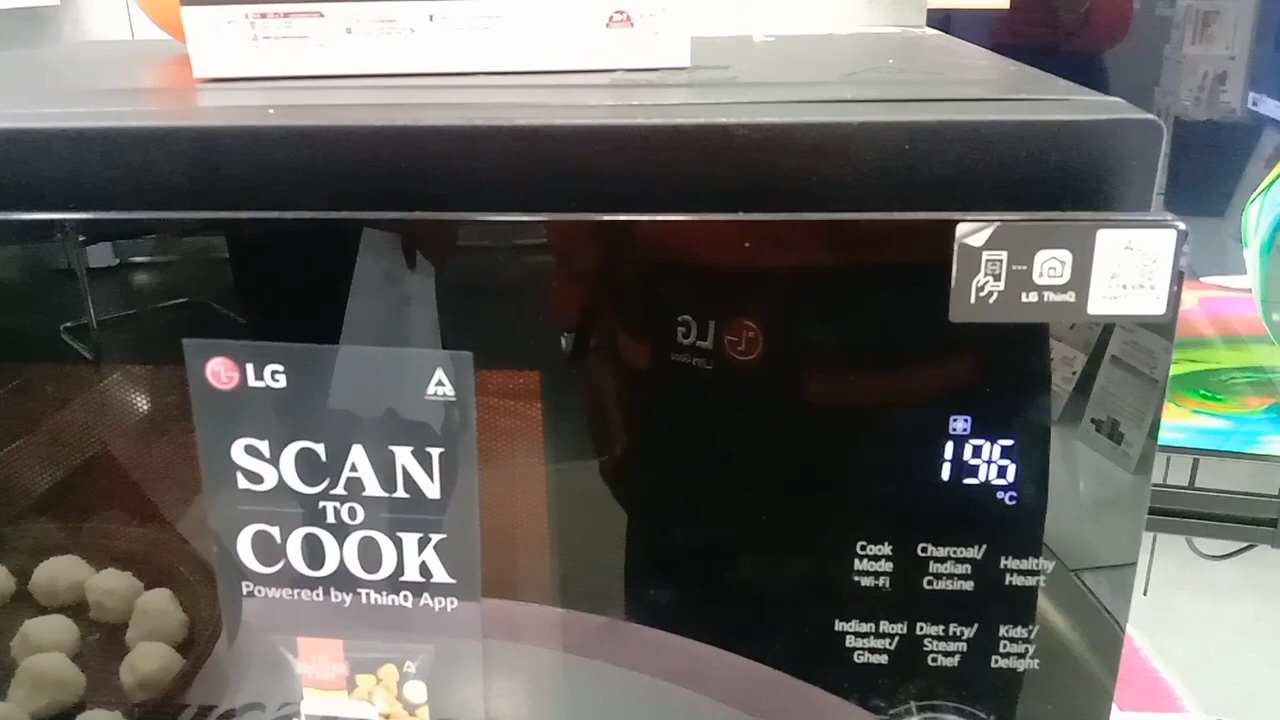 LG ThinQ
LG
LG
SCAN
TO
COOK
Powered by ThinQ App
196
°C
Cook
Mode
*Wi-Fi
Charcoal/
Indian
Cuisine
Healthy
Heart
Indian Roti
Basket/
Ghee
Diet Fry/
Steam
Chef
Kids'/
Dairy
Delight